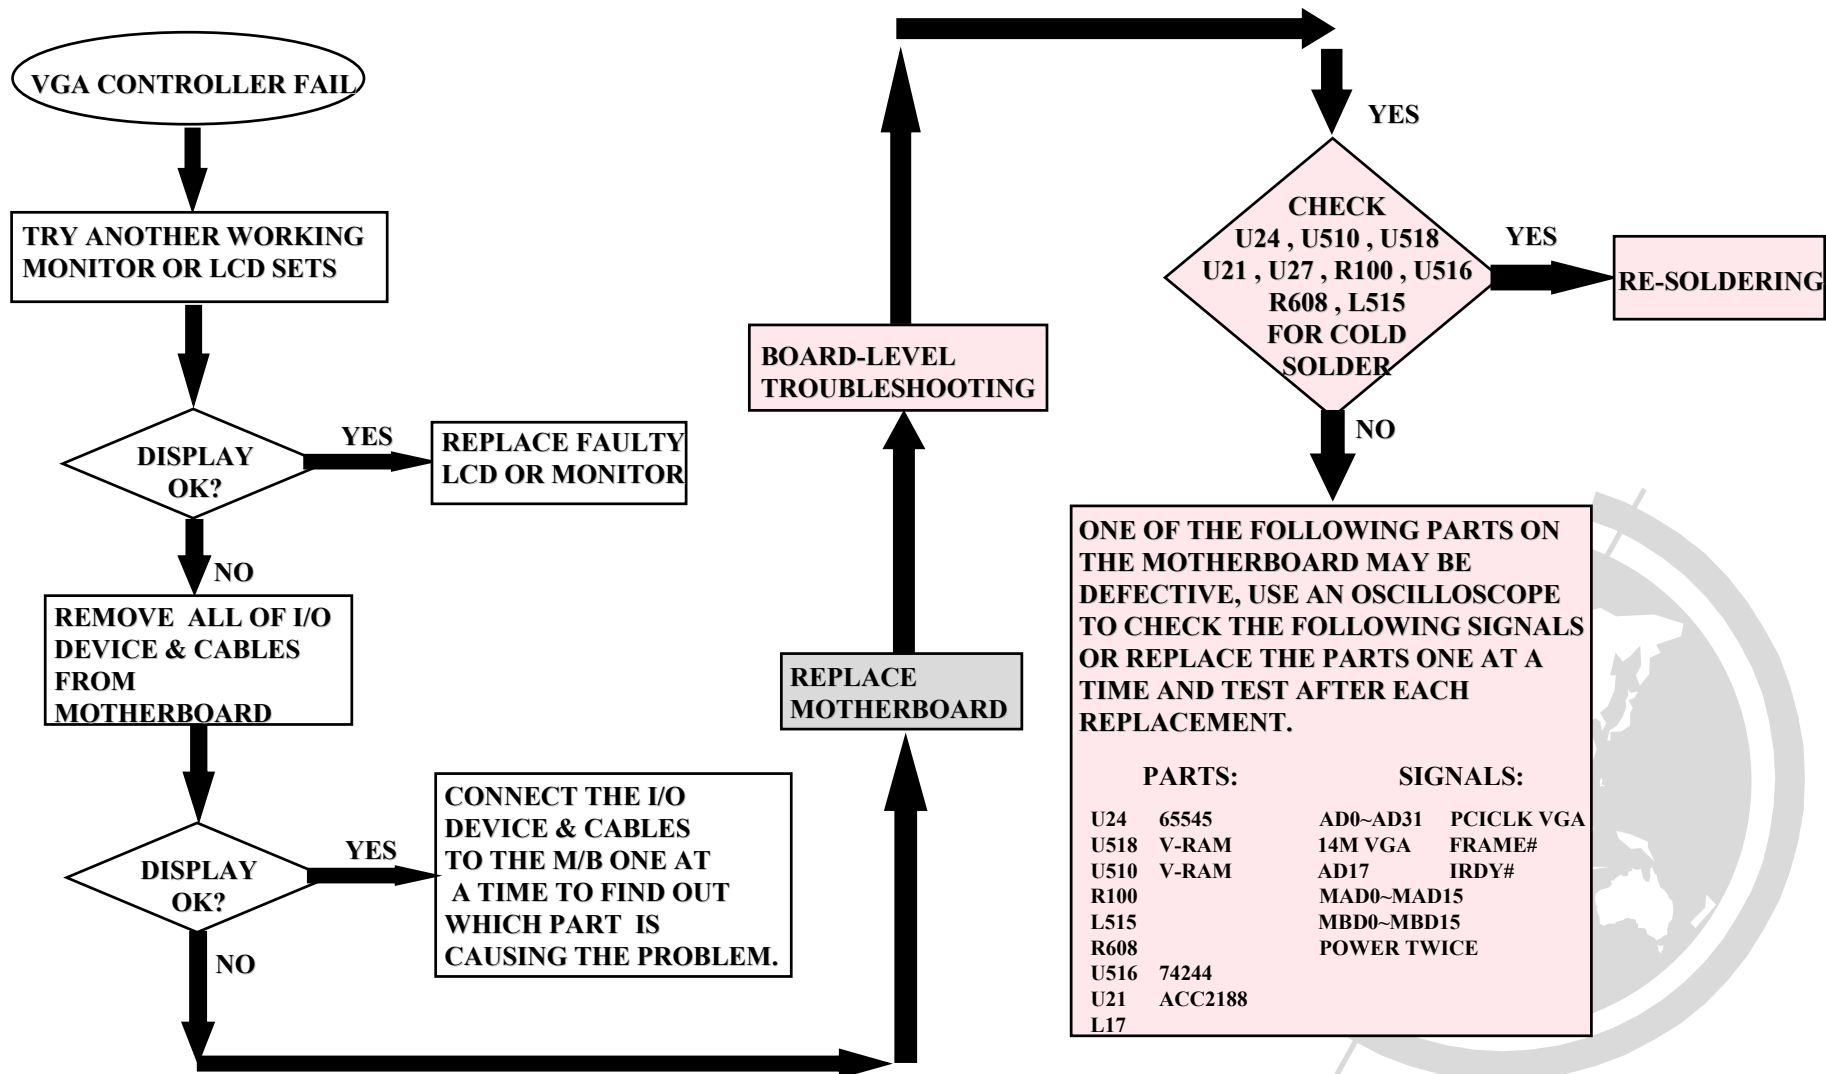 VGA CONTROLLER FAIL
TRY ANOTHER WORKING
MONITOR OR LCD SETS
DISPLAY
OK?
YES
REPLACE FAULTY
LCD OR MONITOR
NO
REMOVE ALL OF I/O
DEVICE & CABLES
FROM
MOTHERBOARD
DISPLAY
OK?
YES
CONNECT THE I/O
DEVICE & CABLES
TO THE M/B ONE AT
A TIME TO FIND OUT
WHICH PART IS
CAUSING THE PROBLEM.
NO
REPLACE
MOTHERBOARD
BOARD-LEVEL
TROUBLESHOOTING
YES
CHECK
U24 , U510 , U518
U21 , U27 , R100 , U516
R608 , L515
FOR COLD
SOLDER
YES
RE-SOLDERING
NO
ONE OF THE FOLLOWING PARTS ON
THE MOTHERBOARD MAY BE
DEFECTIVE, USE AN OSCILLOSCOPE
TO CHECK THE FOLLOWING SIGNALS
OR REPLACE THE PARTS ONE AT A
TIME AND TEST AFTER EACH
REPLACEMENT.
PARTS: SIGNALS:
U24 65545 AD0~AD31 PCICLK VGA
U518 V-RAM 14M VGA FRAME#
U510 V-RAM AD17 IRDY#
R100 MAD0~MAD15
L515 MBD0~MBD15
R608 POWER TWICE
U516 74244
U21 ACC2188
L17